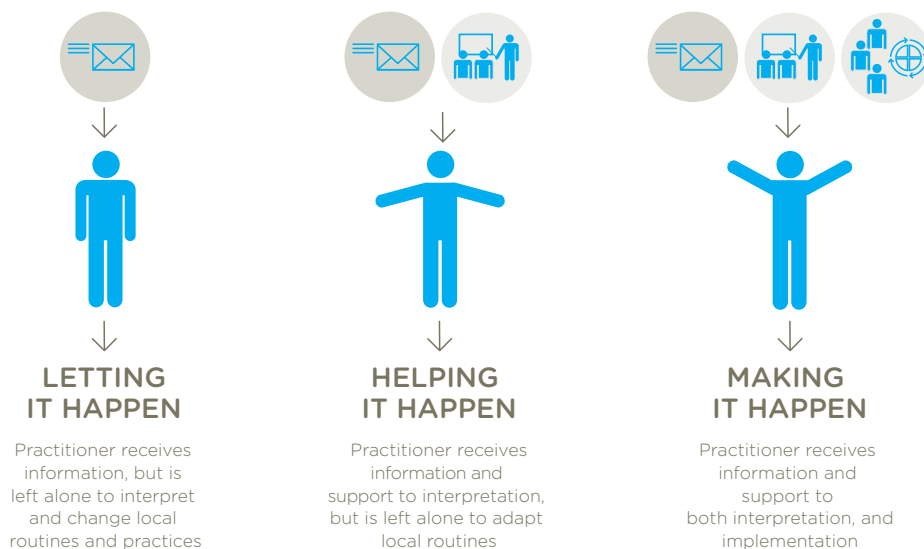 LETTING
IT HAPPEN
Practitioner receives
information, but is
left alone to interpret
and change local
routines and practices
HELPING
IT HAPPEN
Practitioner receives
information and
support to interpretation,
but is left alone to adapt
local routines
MAKING
IT HAPPEN
Practitioner receives
information and
support to
both interpretation, and
implementation